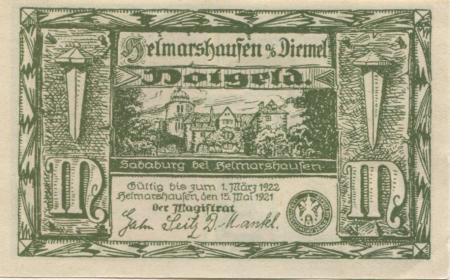 Helmarshausen a/Diemel
Notgeld.
Sababurg bei Helmarshausen
Gültig bis zum 1. März 1922
Helmarshausen, den 15. Mai 1921
Der Magistrat
M M